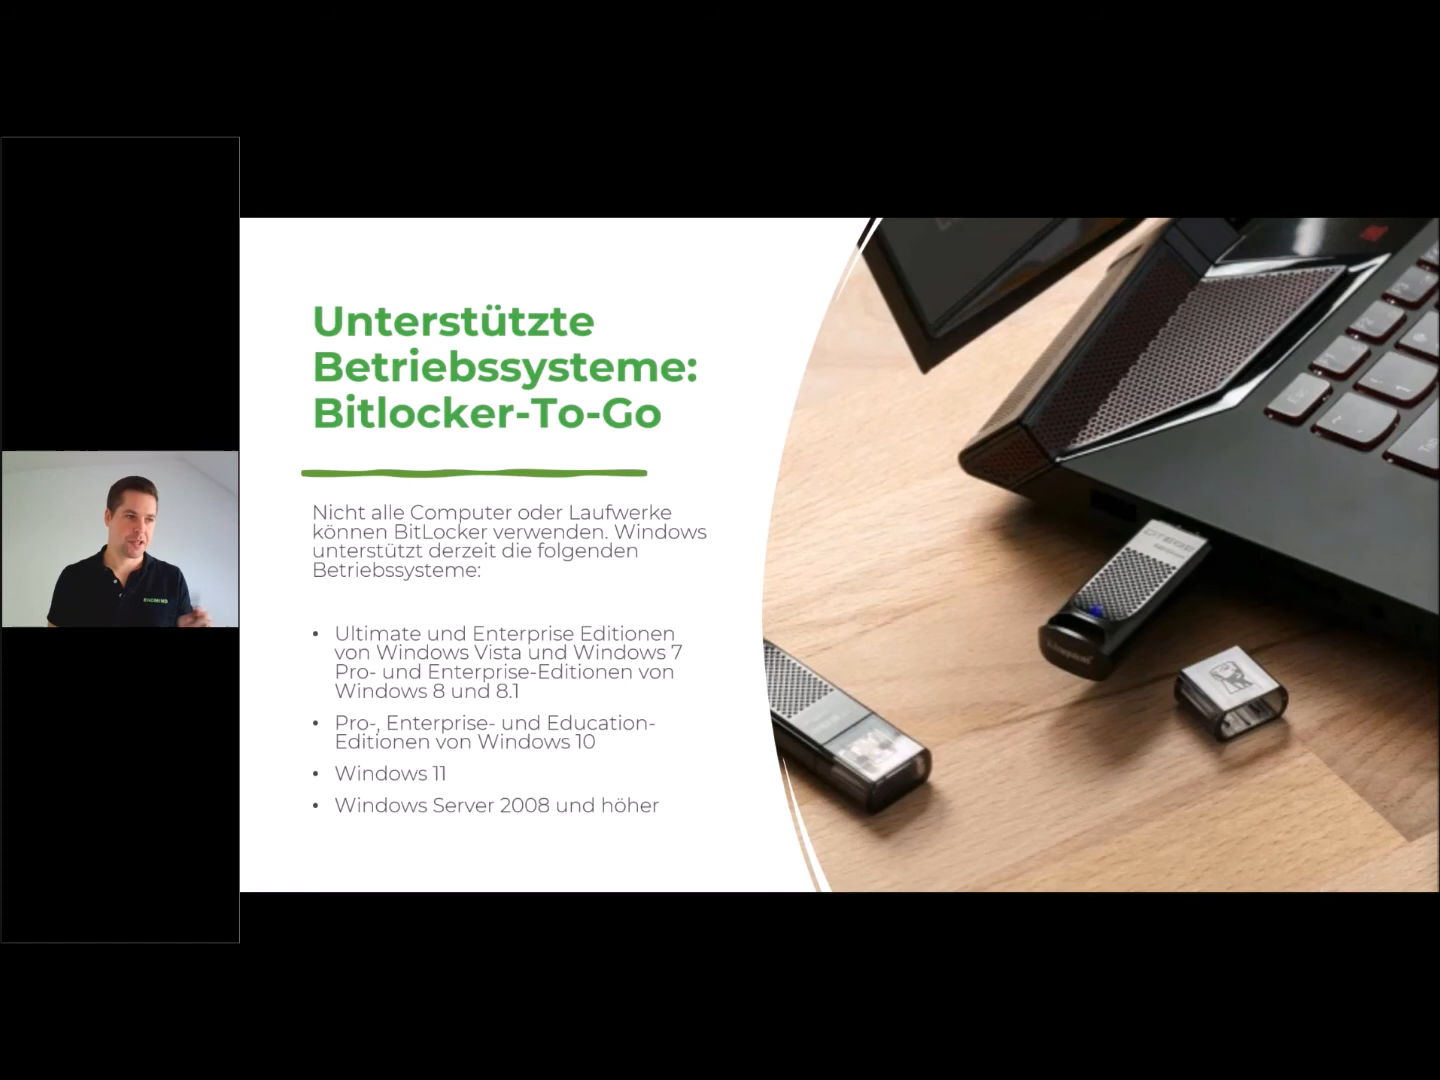 Unterstützte
Betriebssysteme:
Bitlocker-To-Go
Nicht alle Computer oder Laufwerke
können BitLocker verwenden. Windows
unterstützt derzeit die folgenden
Betriebssysteme:
• Ultimate und Enterprise Editionen
von Windows Vista und Windows 7
Pro- und Enterprise-Editionen von
Windows 8 und 8.1
• Pro-, Enterprise- und Education-
Editionen von Windows 10
• Windows 11
• Windows Server 2008 und höher
Esc
Tab